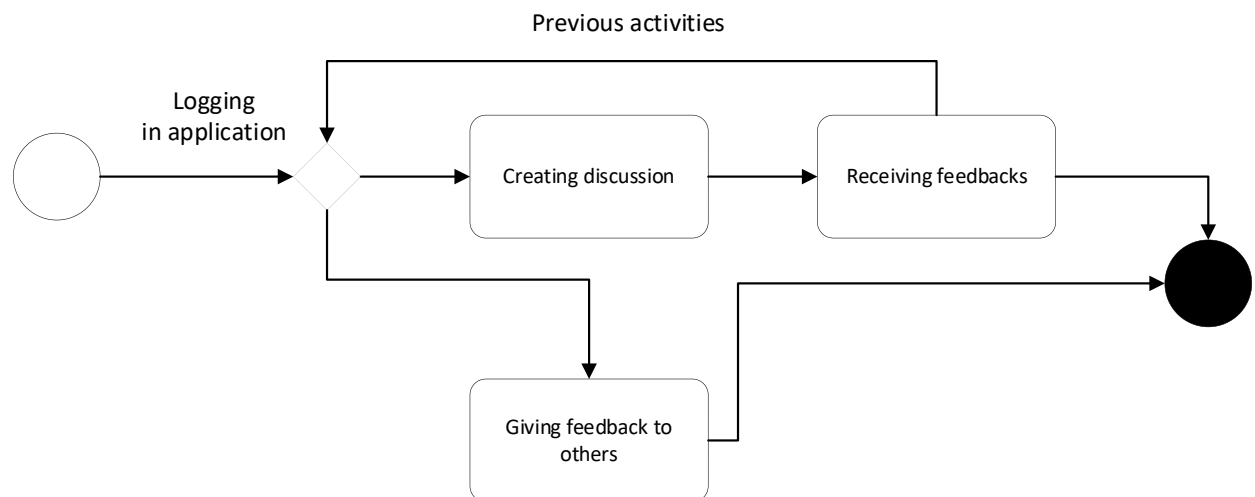 Previous activities
Logging
in application
Creating discussion
Receiving feedbacks
Giving feedback to
others